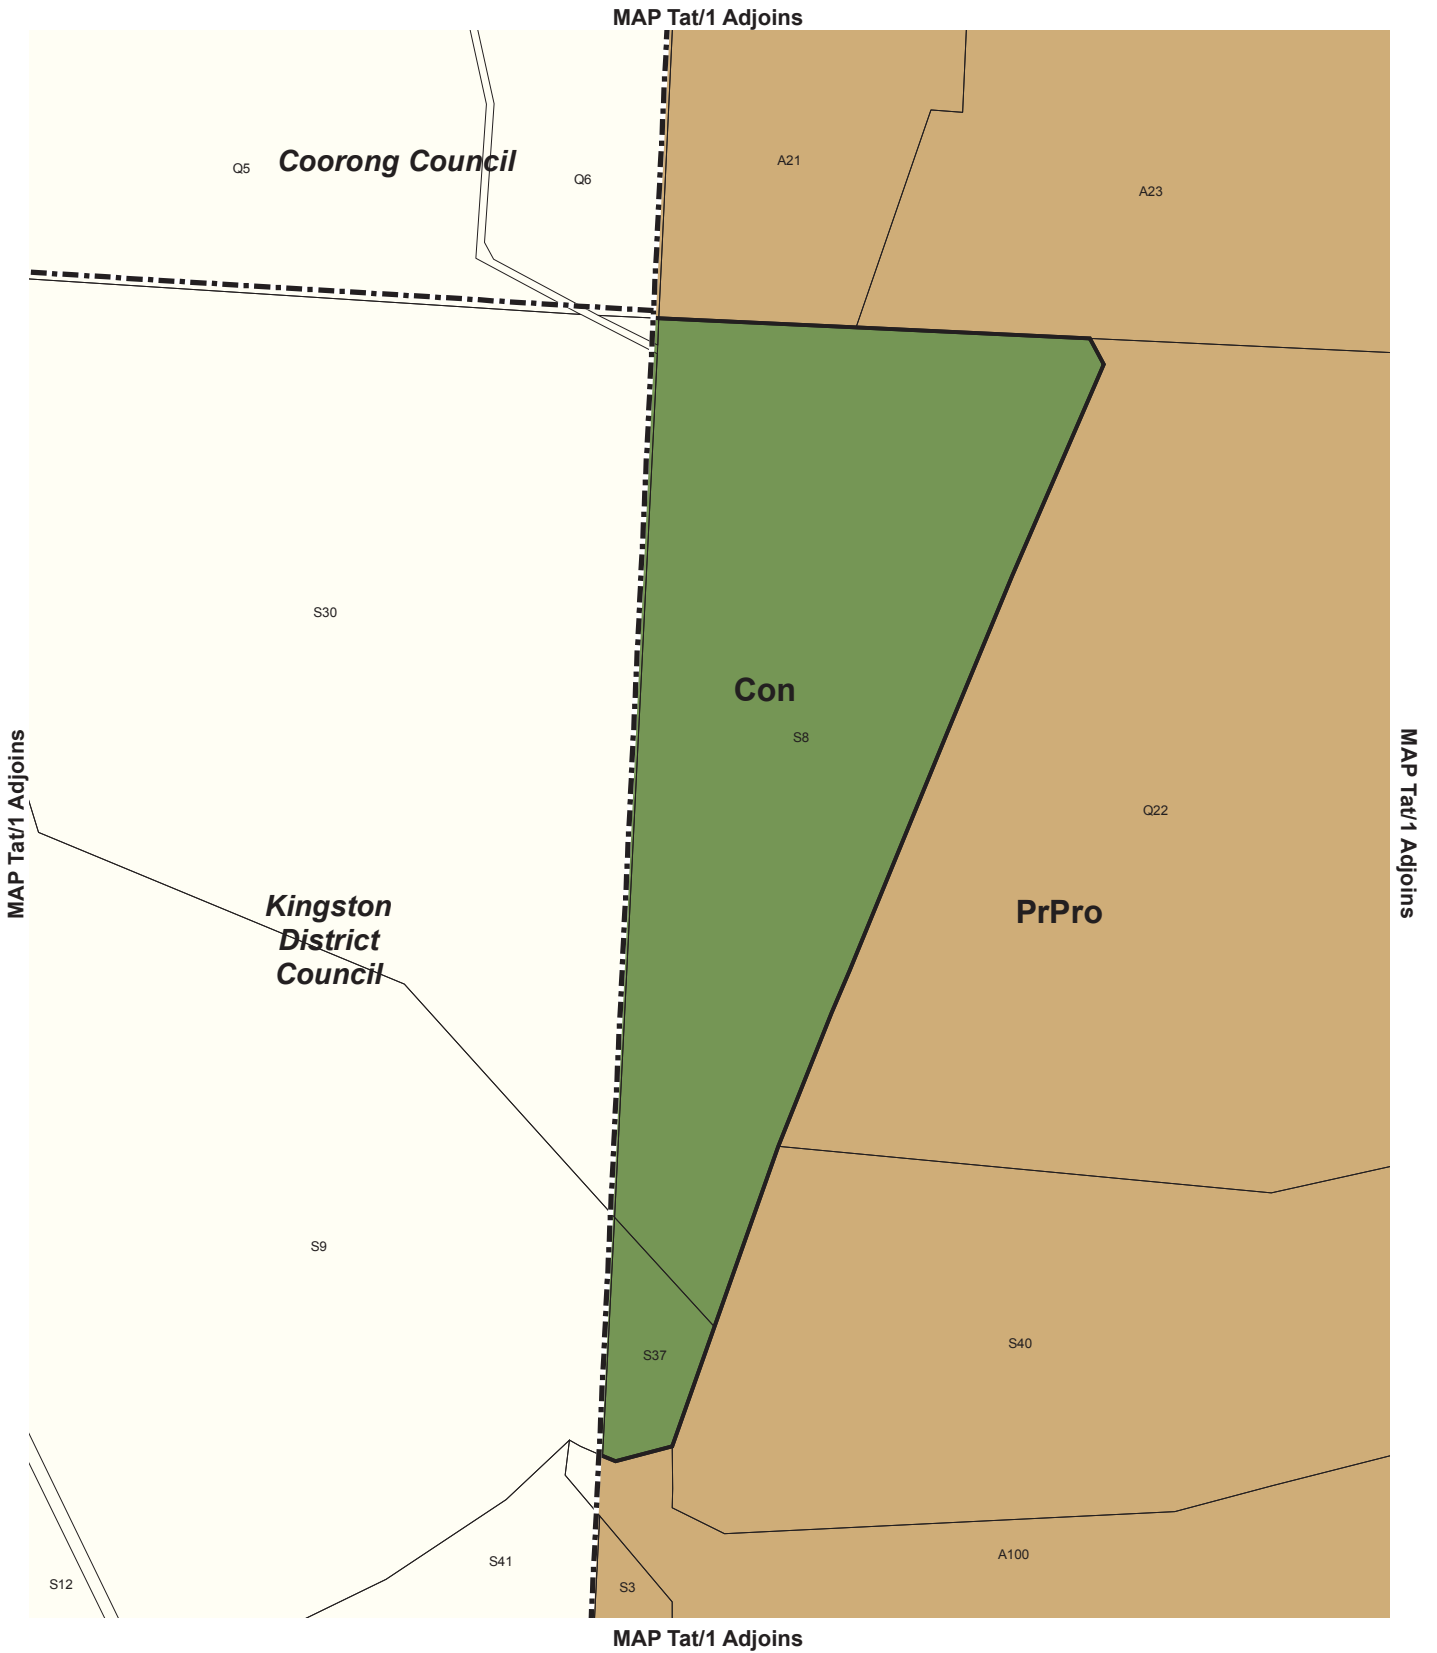 MAP Tat/1 Adjoins
Coorong Council
Q5
Q6
A21
A23
S30
Con
S8
MAP Tat/1 Adjoins
MAP Tat/1 Adjoins
Q22
Kingston
District
Council
PrPro
S9
S37
S40
S41
A100
S12
S3
MAP Tat/1 Adjoins